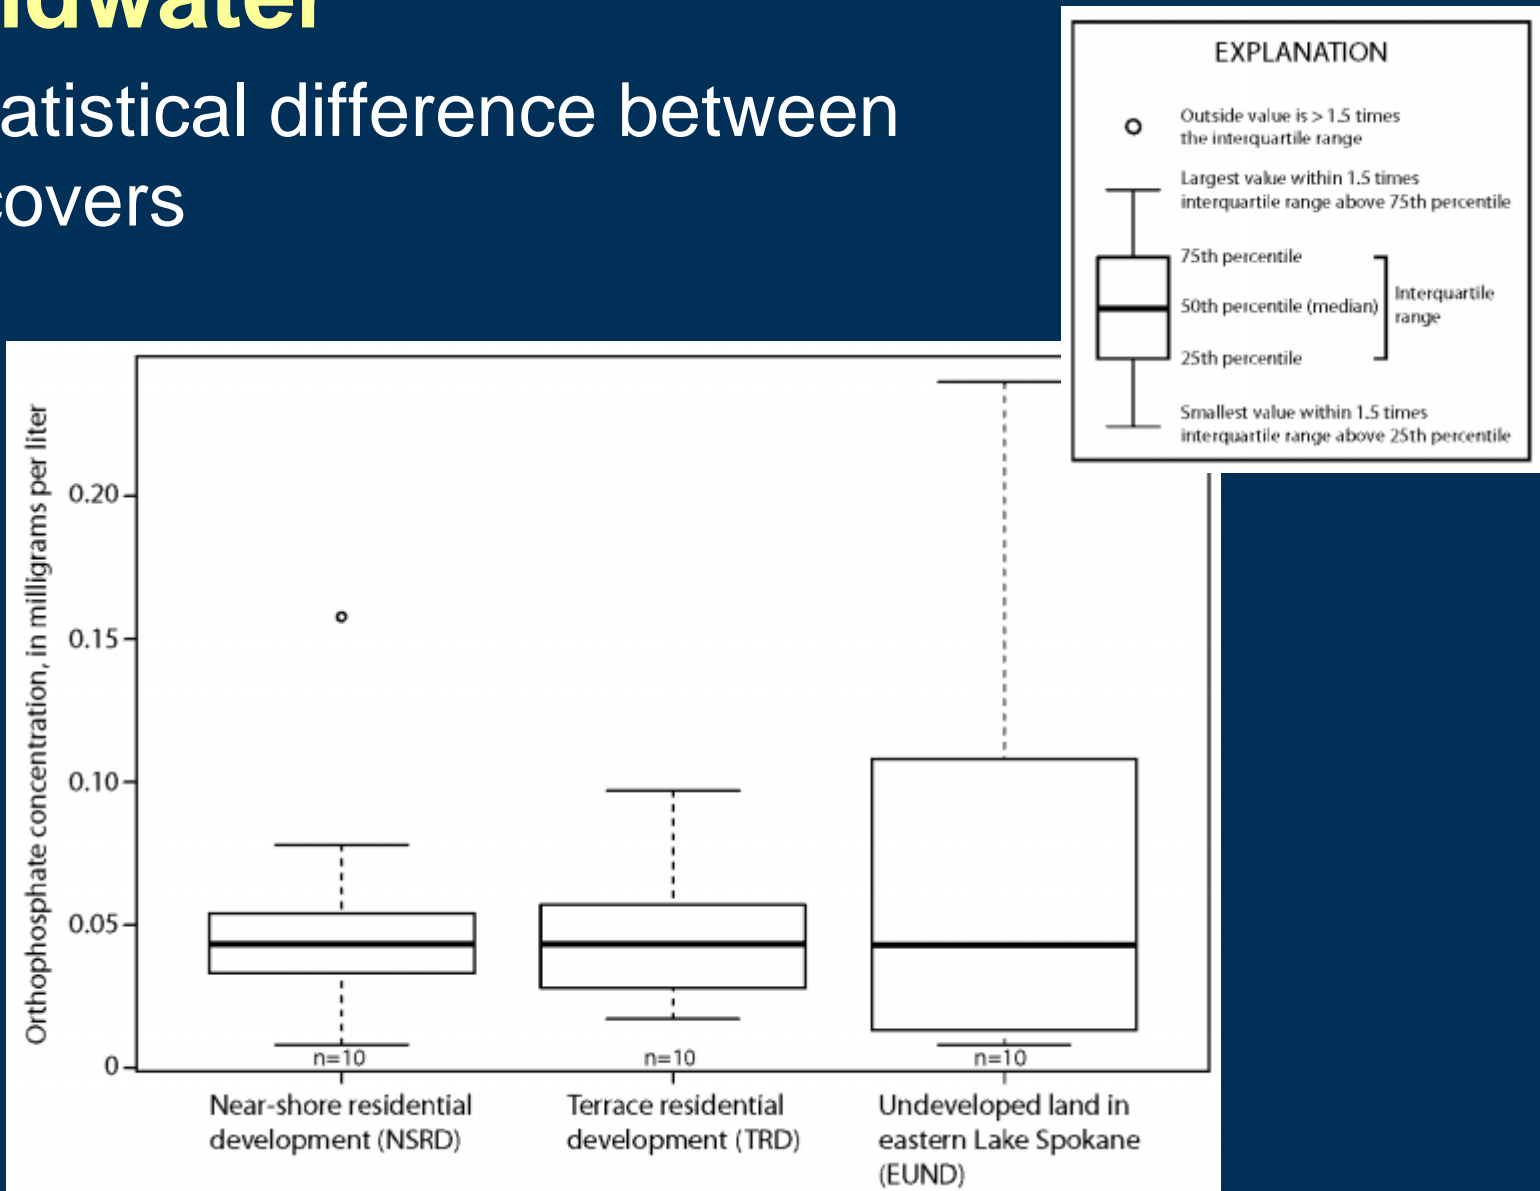 ndwater
atistical difference between
covers
EXPLANATION
Outside value is > 1.5 times
the interquartile range
Largest value within 1.5 times
interquartile range above 75th percentile
75th percentile
50th percentile (median)
Interquartile
range
25th percentile
Smallest value within 1.5 times
interquartile range above 25th percentile
Orthophosphate concentration, in milligrams per liter
0.20
0.15
0.10
0.05
0
n=10
n=10
n=10
Near-shore residential
development (NSRD)
Terrace residential
development (TRD)
Undeveloped land in
eastern Lake Spokane
(EUND)